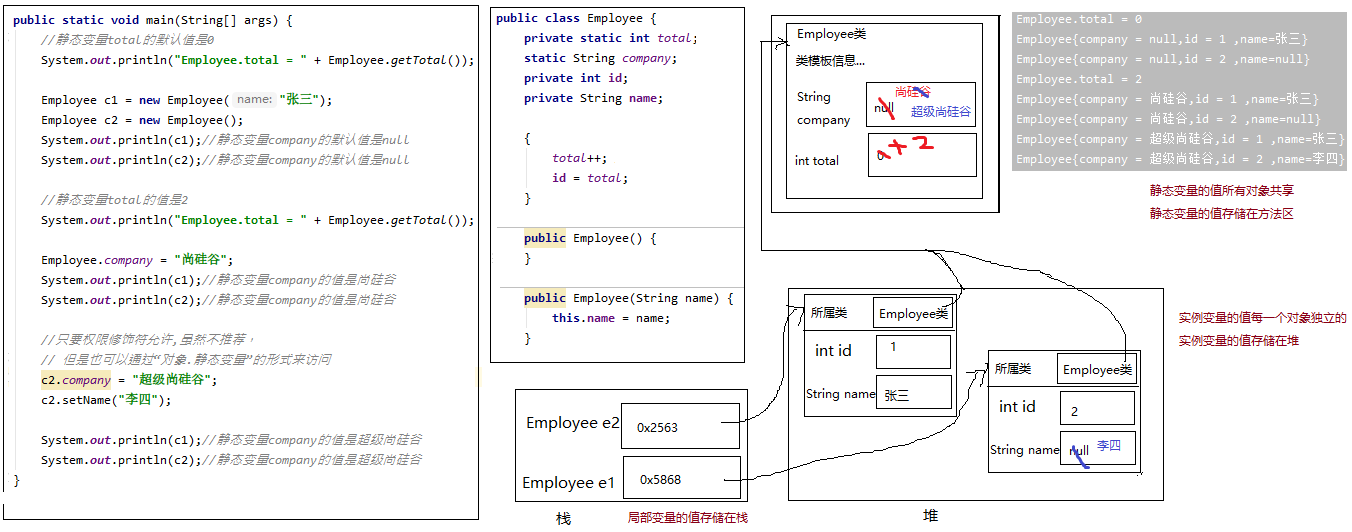 public static void main(String[] args) {
//静态变量total的默认值是0
System.out.println("Employee.total = " + Employee.getTotal());
Employee c1 = new Employee( name: "张三");
Employee c2 = new Employee();
System.out.println(c1);//静态变量company的默认值是null
System.out.println(c2);//静态变量company的默认值是null
//静态变量total的值是2
System.out.println("Employee.total = " + Employee.getTotal());
Employee.company = "尚硅谷";
System.out.println(c1);//静态变量company的值是尚硅谷
System.out.println(c2);//静态变量company的值是尚硅谷
//只要权限修饰符允许,虽然不推荐,
// 但是也可以通过“对象.静态变量”的形式来访问
c2.company = "超级尚硅谷";
c2.setName("李四");
System.out.println(c1);//静态变量company的值是超级尚硅谷
System.out.println(c2);//静态变量company的值是超级尚硅谷
}
public class Employee {
private static int total;
static String company;
private int id;
private String name;
{
total++;
id = total;
}
public Employee() {
}
public Employee(String name) {
this.name = name;
}
Employee类
类模板信息...
String company
null
尚硅谷
超级尚硅谷
int total
0
1
2
Employee.total = 0
Employee{company = null,id = 1 ,name=张三}
Employee{company = null,id = 2 ,name=null}
Employee.total = 2
Employee{company = 尚硅谷,id = 1 ,name=张三}
Employee{company = 尚硅谷,id = 2 ,name=null}
Employee{company = 超级尚硅谷,id = 1 ,name=张三}
Employee{company = 超级尚硅谷,id = 2 ,name=李四}
静态变量的值所有对象共享
静态变量的值存储在方法区
所属类 Employee类
int id 1
String name 张三
所属类 Employee类
int id 2
String name null 李四
实例变量的值每一个对象独立的
实例变量的值存储在堆
Employee e2 0x2563
Employee e1 0x5868
栈
局部变量的值存储在栈
堆